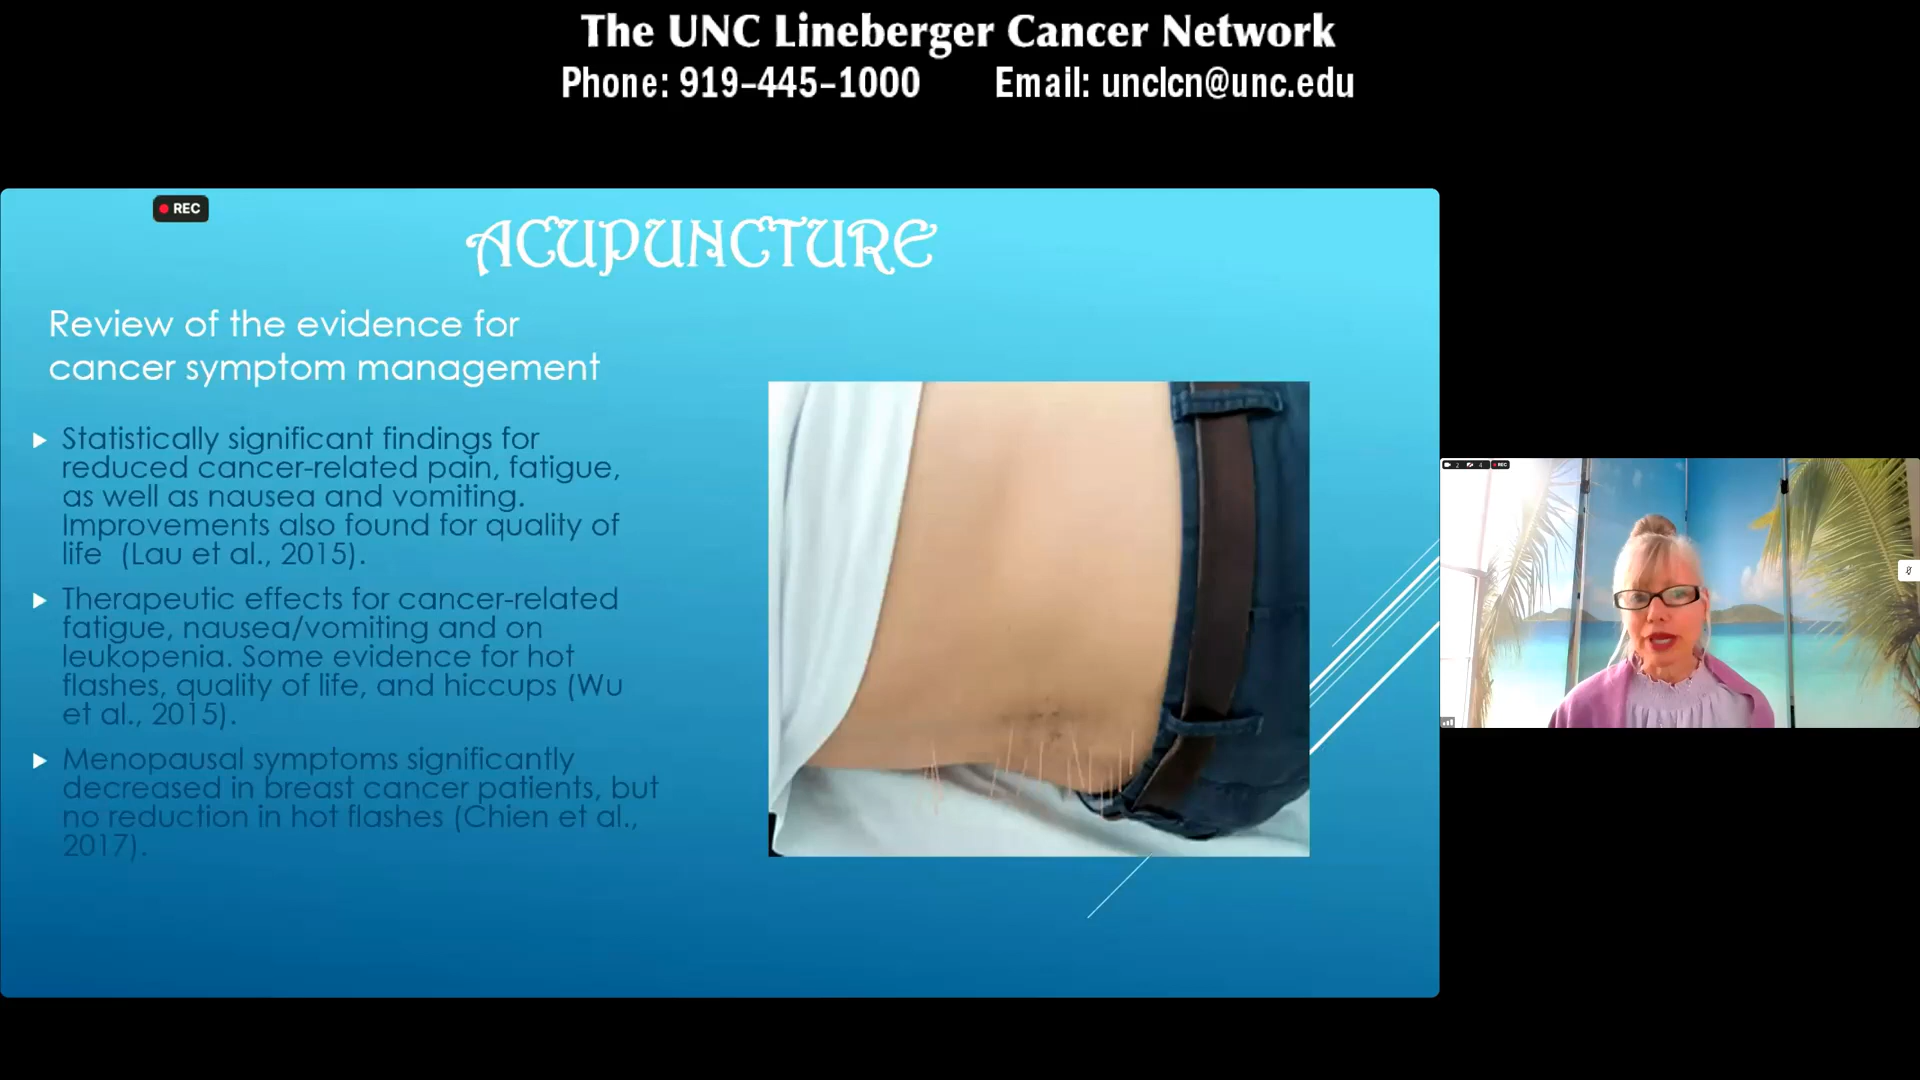 The UNC Lineberger Cancer Network
Phone: 919-445-1000 Email: unclcn@unc.edu
REC
ACUPUNCTURE
Review of the evidence for
cancer symptom management
Statistically significant findings for
reduced cancer-related pain, fatigue,
as well as nausea and vomiting.
Improvements also found for quality of
life (Lau et al., 2015).
Therapeutic effects for cancer-related
fatigue, nausea/vomiting and on
leukopenia. Some evidence for hot
flashes, quality of life, and hiccups (Wu
et al., 2015).
Menopausal symptoms significantly
decreased in breast cancer patients, but
no reduction in hot flashes (Chien et al.,
2017).
2 4 REC